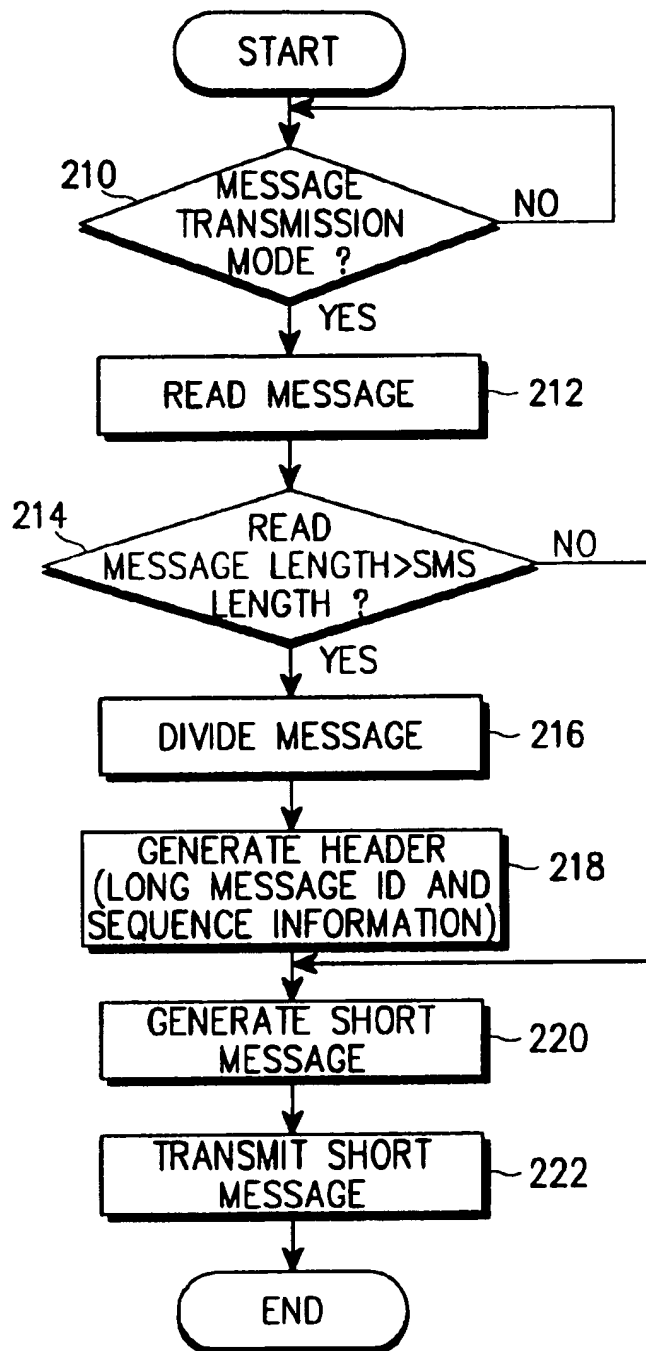 START
210
MESSAGE
TRANSMISSION
MODE ?
NO
YES
READ MESSAGE
212
214
READ
MESSAGE LENGTH>SMS
LENGTH ?
NO
YES
DIVIDE MESSAGE
216
GENERATE HEADER
(LONG MESSAGE ID AND
SEQUENCE INFORMATION)
218
GENERATE SHORT
MESSAGE
220
TRANSMIT SHORT
MESSAGE
222
END